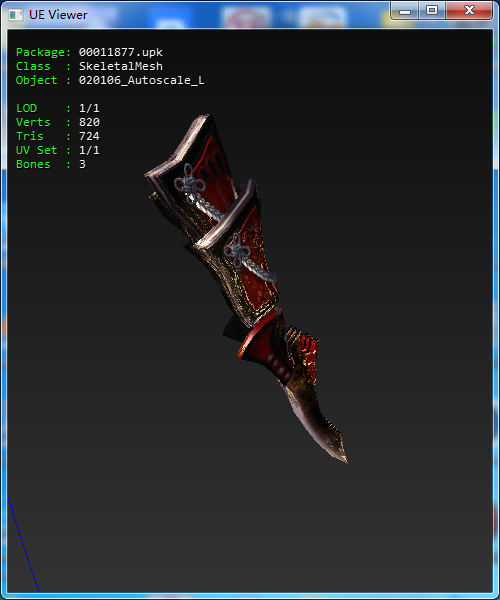 UE Viewer
Package: 00011877.upk
Class : SkeletalMesh
Object : 020106_Autoscale_L
LOD : 1/1
Verts : 820
Tris : 724
UV Set : 1/1
Bones : 3